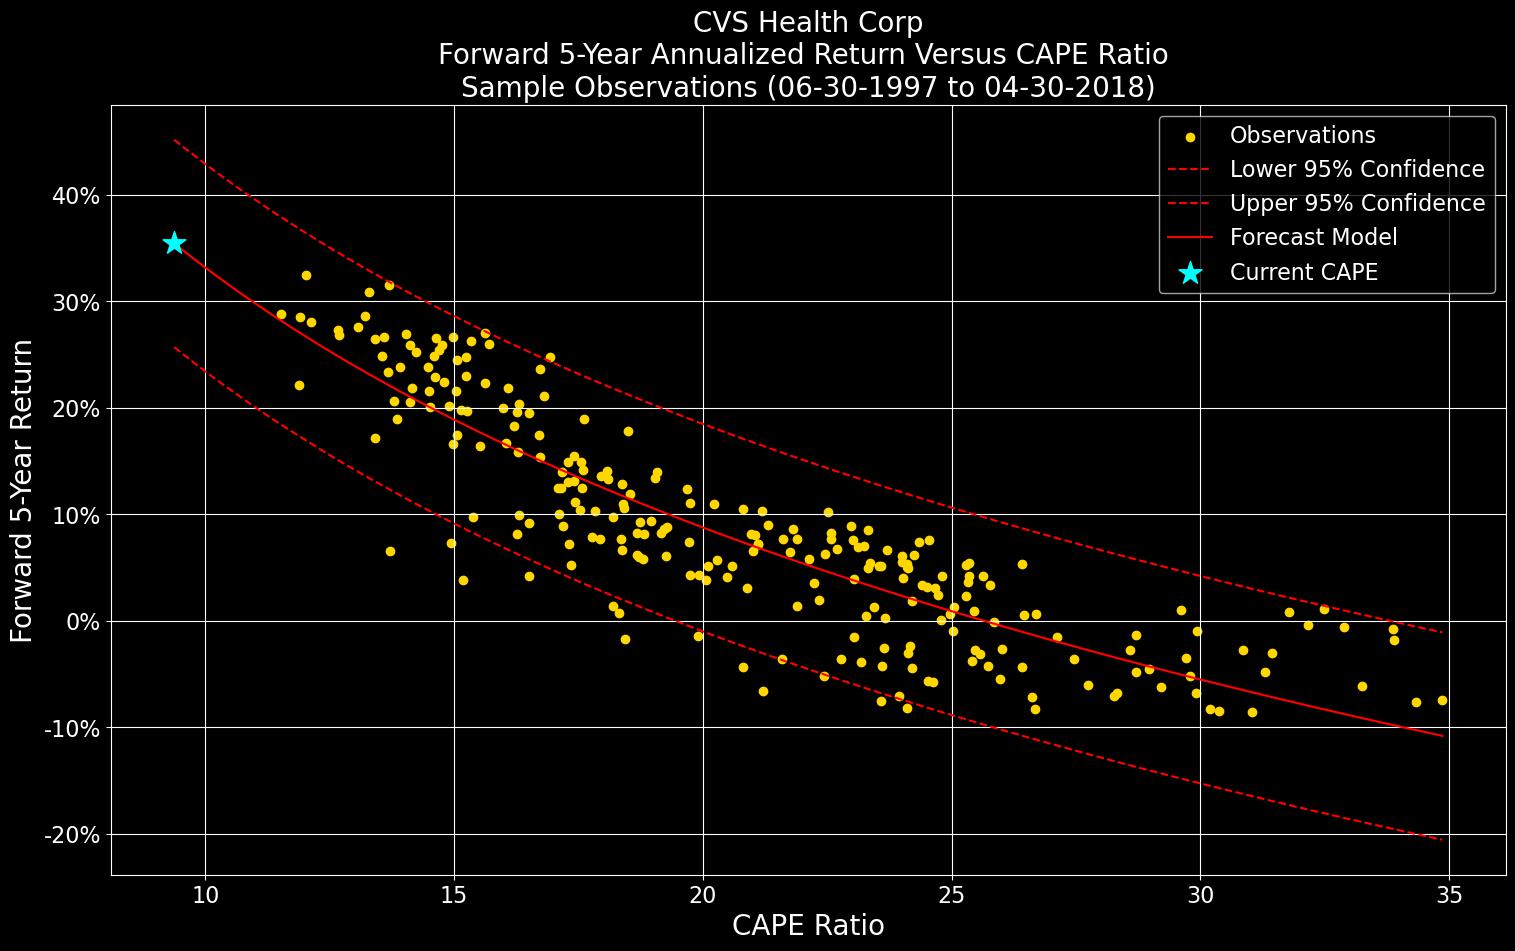 CVS Health Corp
Forward 5-Year Annualized Return Versus CAPE Ratio
Sample Observations (06-30-1997 to 04-30-2018)
Observations
Lower 95% Confidence
Upper 95% Confidence
Forecast Model
Current CAPE
Forward 5-Year Return
40%
30%
20%
10%
0%
-10%
-20%
10 15 20 25 30 35
CAPE Ratio